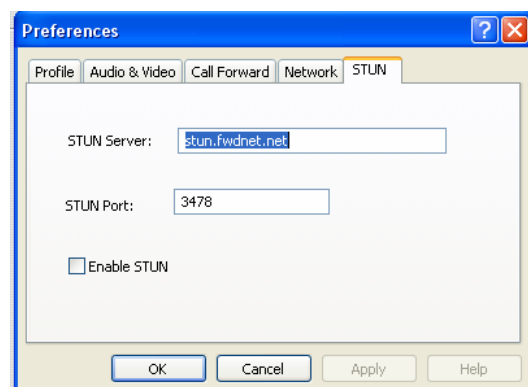 Preferences
Profile Audio & Video Call Forward Network STUN
STUN Server: stun.fwdnet.net
STUN Port: 3478
Enable STUN
OK Cancel Apply Help